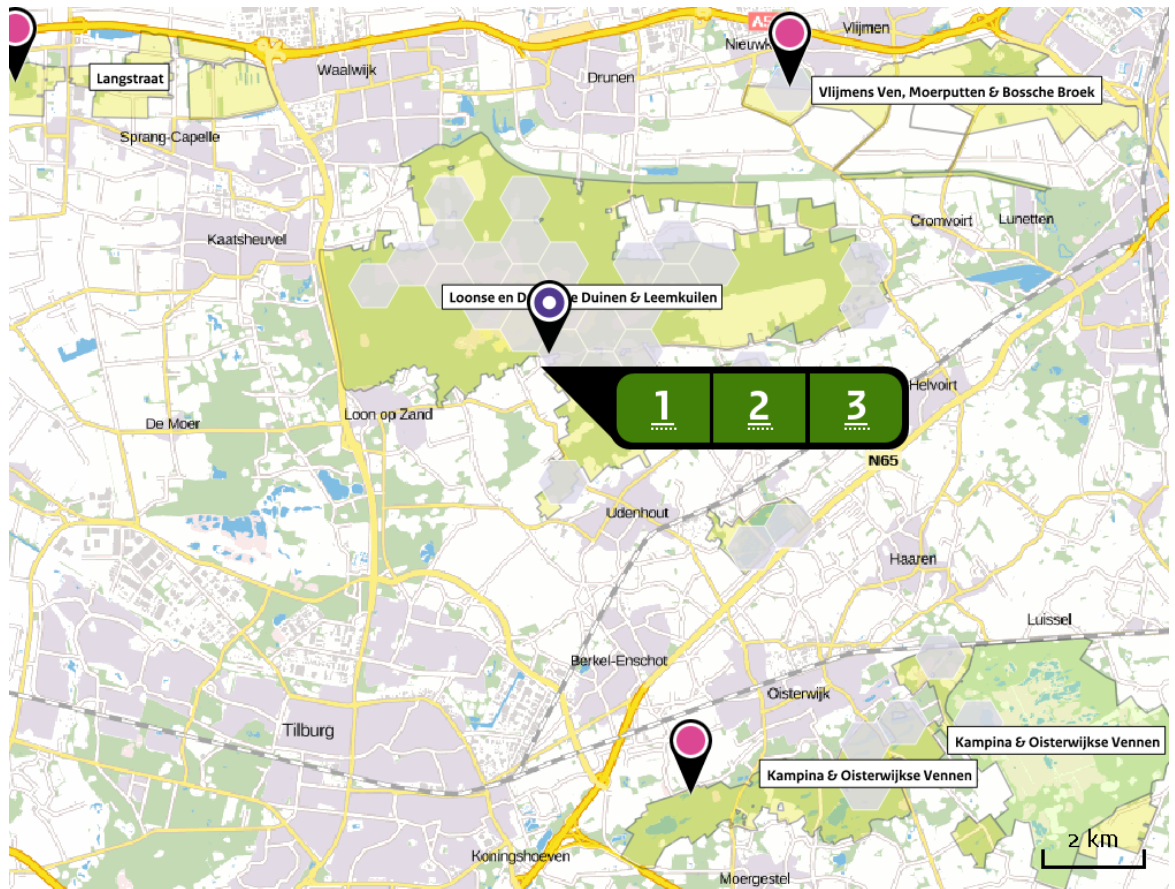 A5
Vlijmen
Nieuwk
Waalwijk
Langstraat
Drunen
Vlijmens Ven, Moerputten & Bossche Broek
Sprang-Capelle
Cromvoirt
Lunetten
Kaatsheuvel
Loonse en D e Duinen & Leemkuilen
Helvoirt
1 2 3
Loon op Zand
De Moer
N65
Udenhout
Haaren
Luissel
Berkel-Enschot
Oisterwijk
Tilburg
Kampina & Oisterwijkse Vennen
Kampina & Oisterwijkse Vennen
2 km
Koningshoeven
Moergestel